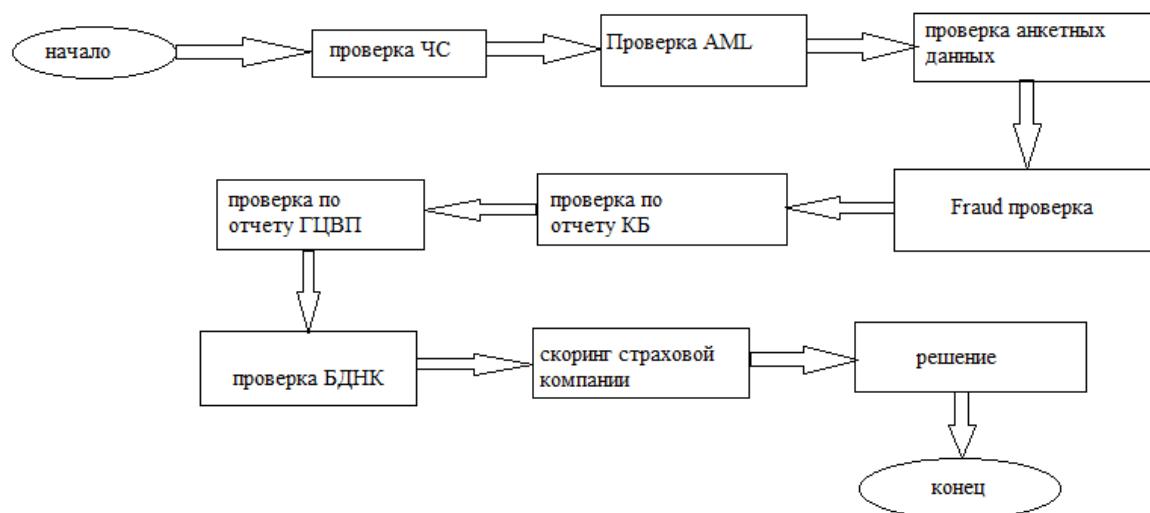 начало
проверка ЧС
Проверка AML
проверка анкетных
данных
Fraud проверка
проверка по
отчету КБ
проверка по
отчету ГЦВП
проверка БДНК
скоринг страховой
компании
решение
конец